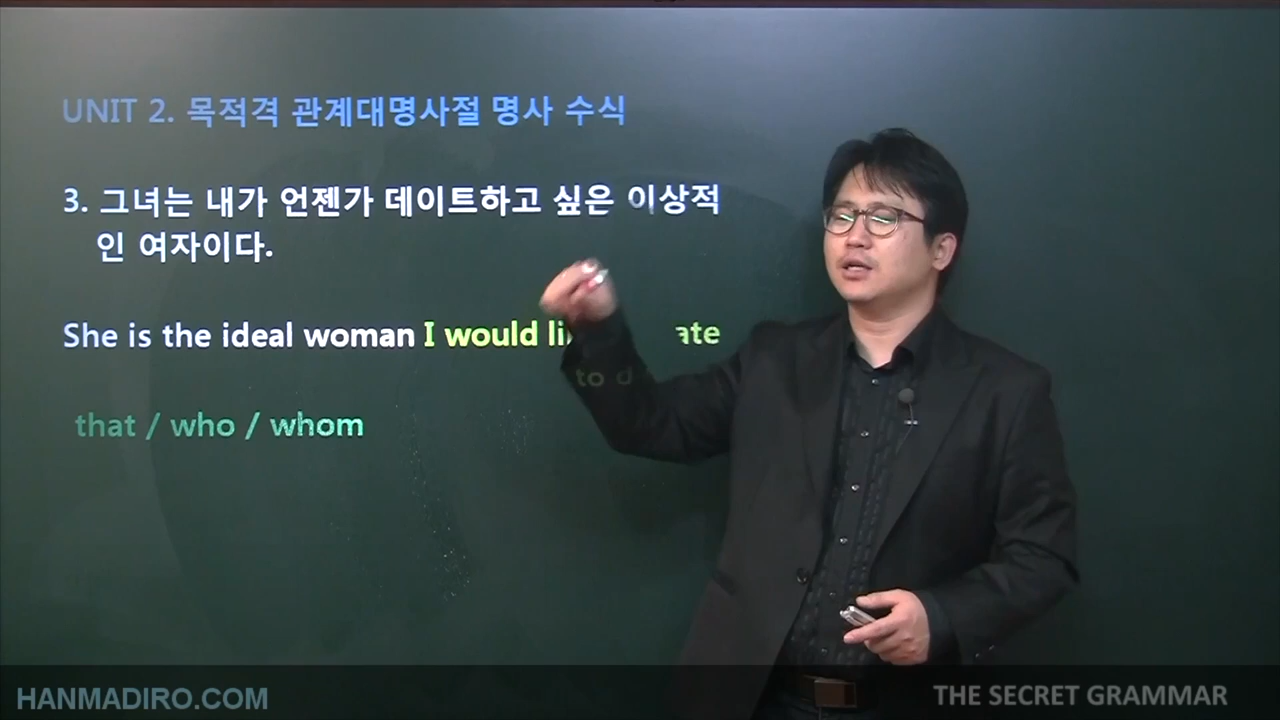 UNIT 2. 목적격 관계대명사절 명사 수식
3. 그녀는 내가 언젠가 데이트하고 싶은 이상적
인 여자이다.
She is the ideal woman I would
to
that / who / whom
HANMADIRO.COM
THE SECRET GRAMMAR